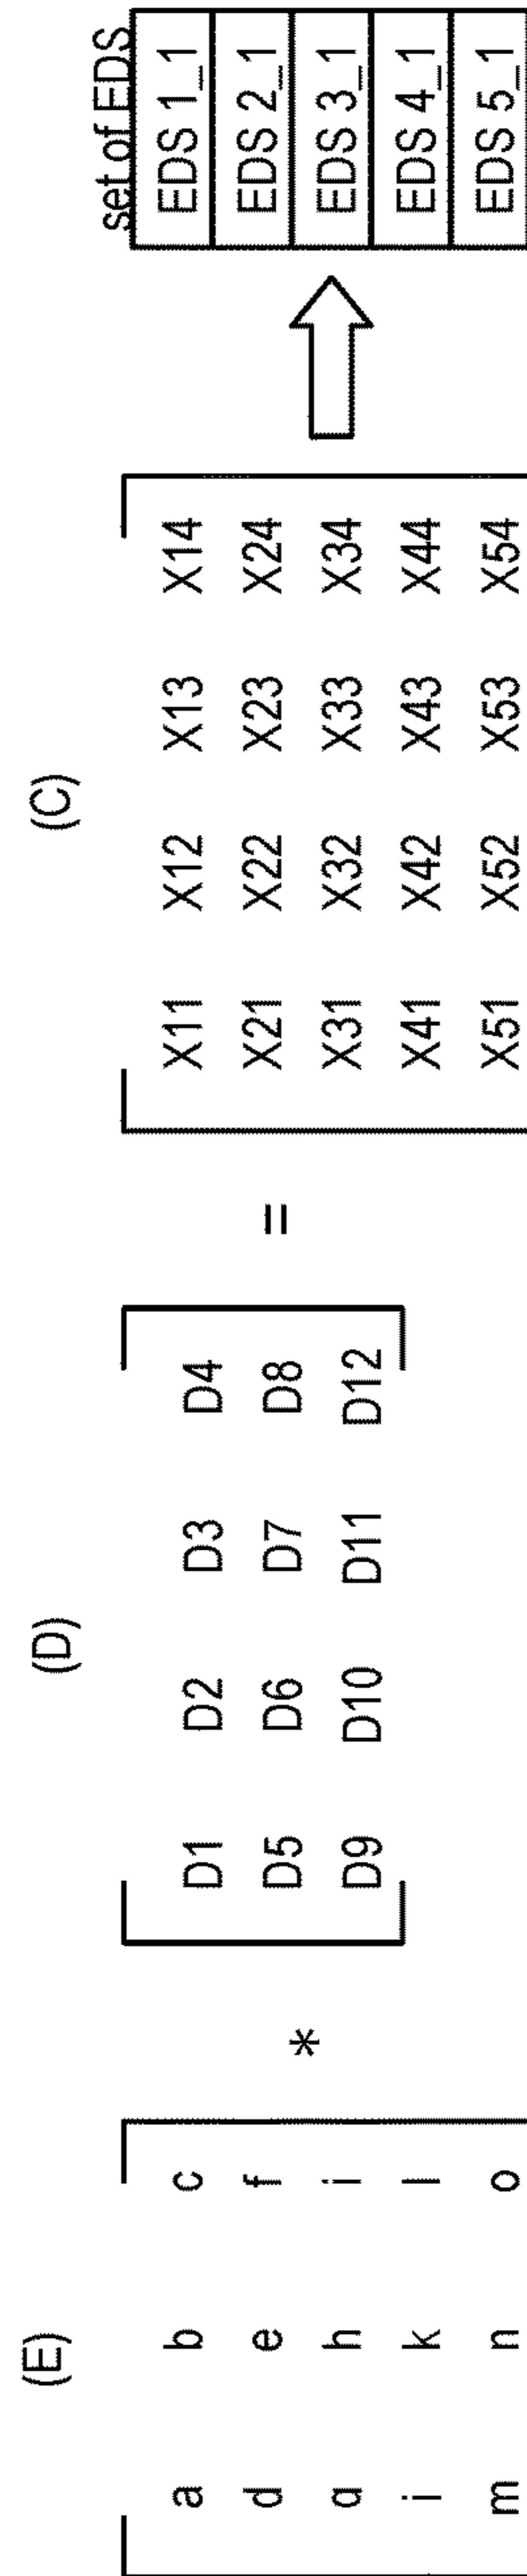 (E) (D) (C) set of EDS
a b c D1 D2 D3 D4 X11 X12 X13 X14 EDS 1_1
d e f * D5 D6 D7 D8 = X21 X22 X23 X24 EDS 2_1
g h i D9 D10 D11 D12 X31 X32 X33 X34 EDS 3_1
j k l X41 X42 X43 X44 EDS 4_1
m n o X51 X52 X53 X54 EDS 5_1